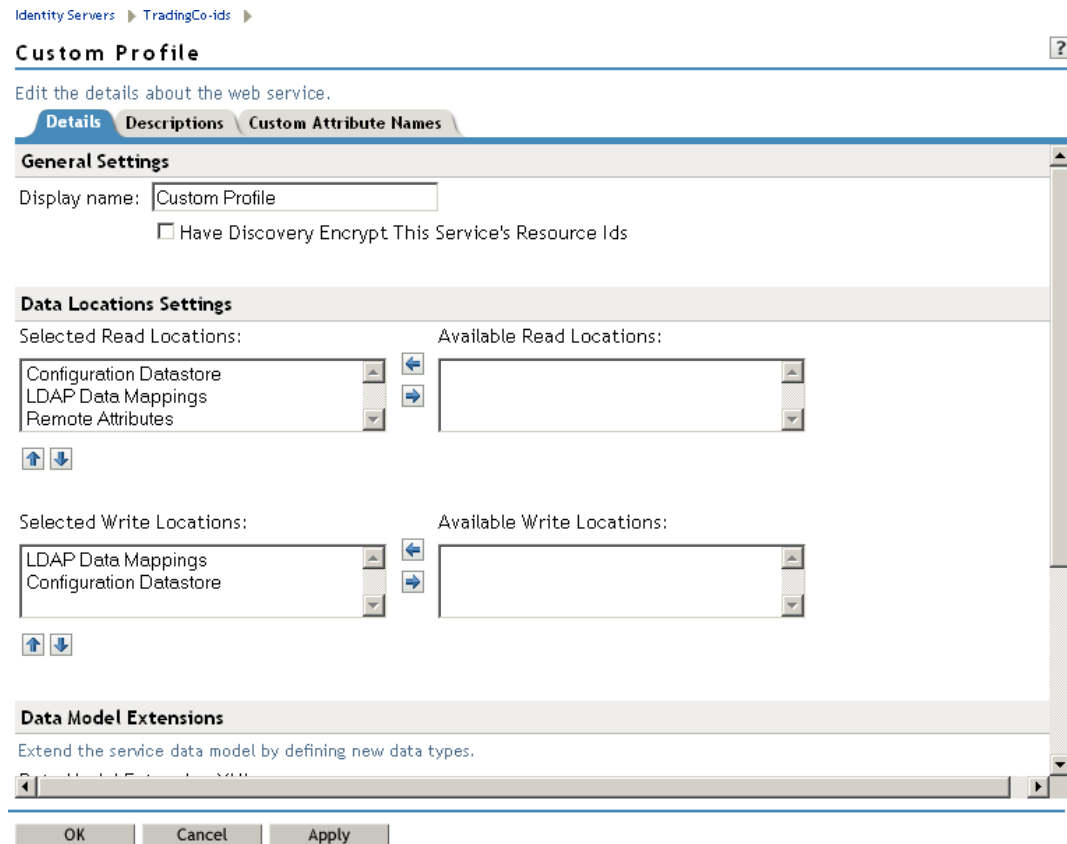 Identity Servers TradingCo-ids
Custom Profile ?
Edit the details about the web service.
Details Descriptions Custom Attribute Names
General Settings
Display name: Custom Profile
Have Discovery Encrypt This Service's Resource Ids
Data Locations Settings
Selected Read Locations: Available Read Locations:
Configuration Datastore
LDAP Data Mappings
Remote Attributes
Selected Write Locations: Available Write Locations:
LDAP Data Mappings
Configuration Datastore
Data Model Extensions
Extend the service data model by defining new data types.
OK Cancel Apply